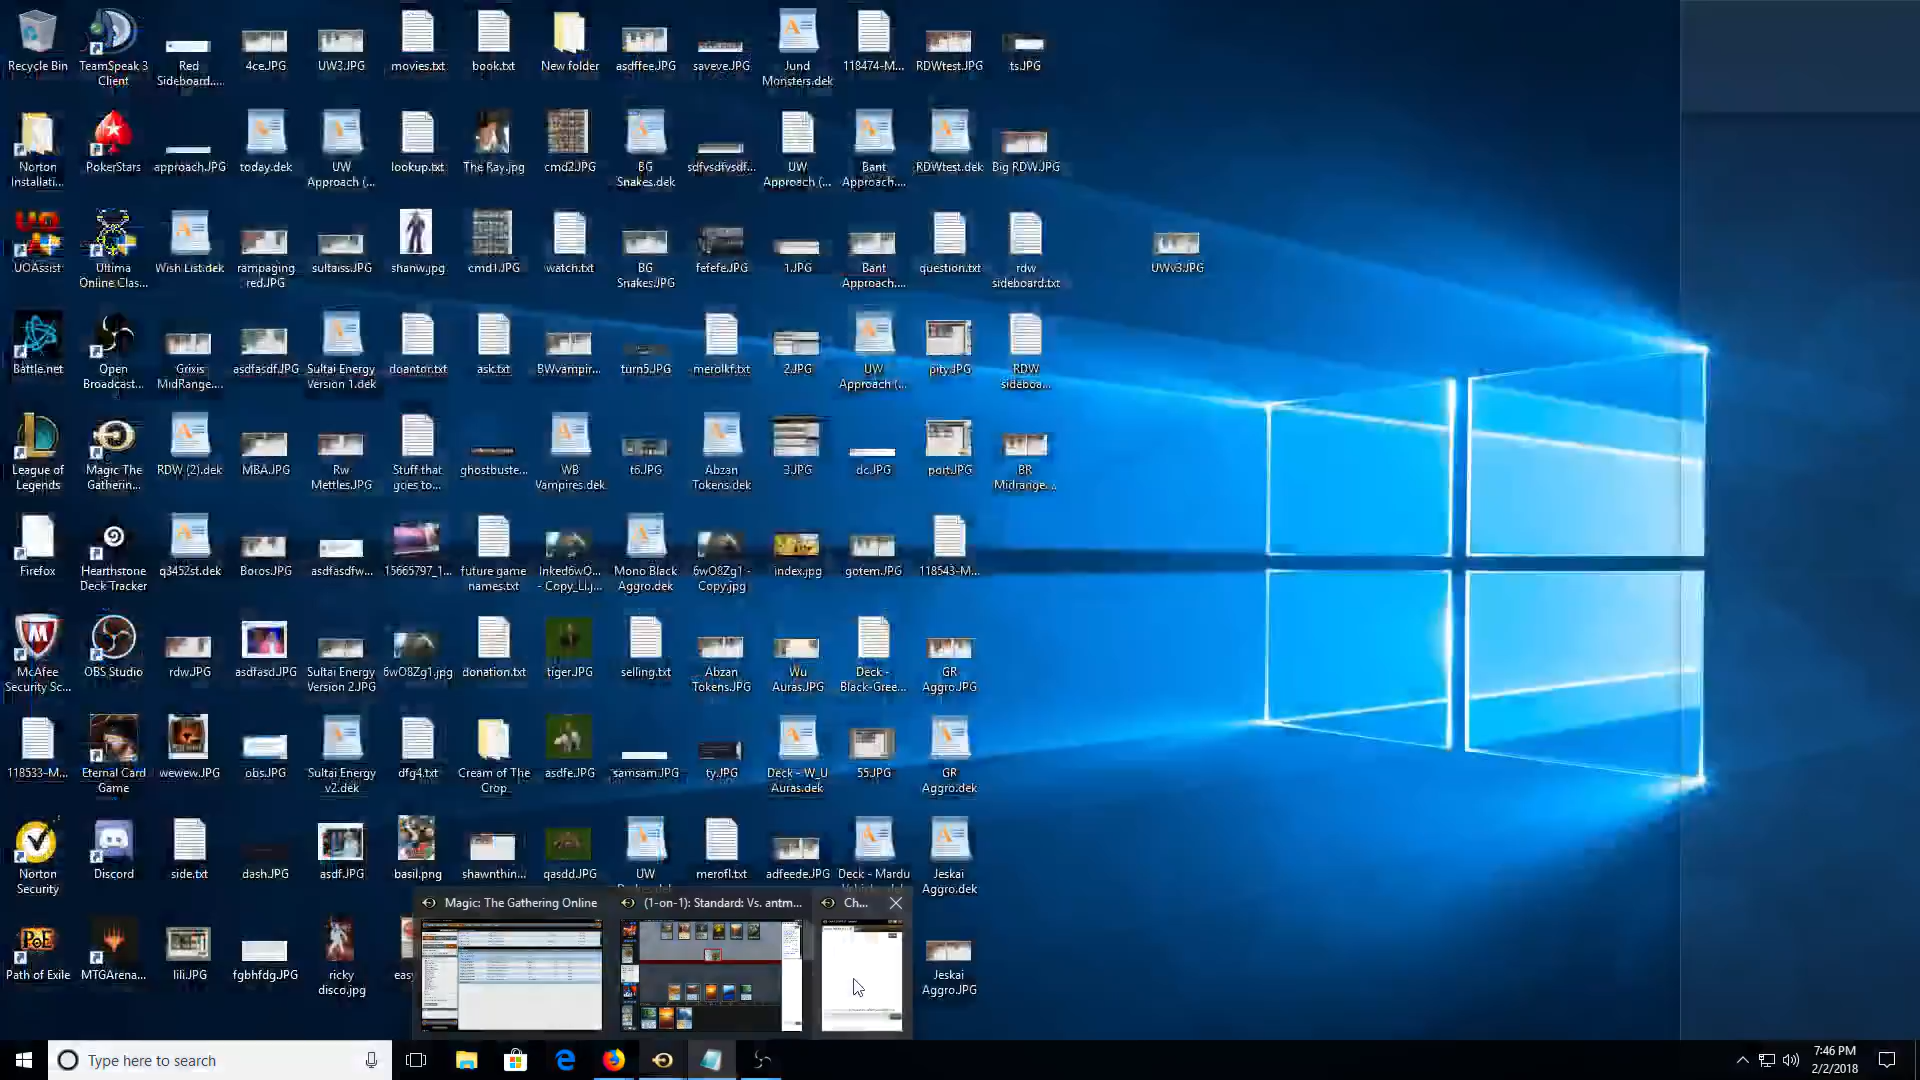 Recycle Bin
TeamSpeak 3 Client
Red Sideboard....
4ce.JPG
UW3.JPG
movies.txt
book.txt
New folder
asdffee.JPG
saveve.JPG
Jund Monsters.dek
118474-M...
RDWtest.JPG
ts.JPG
Norton Installati...
PokerStars
approach.JPG
today.dek
UW Approach (...
lookup.txt
The Ray.jpg
cmd2.JPG
BG Snakes.dek
sdfvsdfvsdf...
UW Approach (...
Bant Approach....
RDWtest.dek
Big RDW.JPG
UOAssist
Ultima Online Clas...
Wish List.dek
rampaging red.JPG
sultaiss.JPG
shanw.jpg
cmd1.JPG
watch.txt
BG Snakes.JPG
fefefe.JPG
1.JPG
Bant Approach....
question.txt
rdw sideboard.txt
UWv3.JPG
Battle.net
Open Broadcast...
Grixis MidRange....
asdfasdf.JPG
Sultai Energy Version 1.dek
doantor.txt
ask.txt
BWvampir...
turn5.JPG
merolkf.txt
2.JPG
UW Approach (...
pity.JPG
RDW sideboa...
League of Legends
Magic The Gatherin...
RDW (2).dek
MBA.JPG
Rw Mettles.JPG
Stuff that goes to...
ghostbuste...
WB Vampires.dek
t6.JPG
Abzan Tokens.dek
3.JPG
dc.JPG
port.JPG
BR Midrange....
Firefox
Hearthstone Deck Tracker
q3452st.dek
Boros.JPG
asdfasdfw...
15665797_1...
future game names.txt
Inked6wO... - Copy_LI.j...
Mono Black Aggro.dek
6wO8Zg1 - Copy.jpg
index.jpg
gotem.JPG
118543-M...
McAfee Security Sc...
OBS Studio
rdw.JPG
asdfasd.JPG
Sultai Energy Version 2.JPG
6wO8Zg1.jpg
donation.txt
tiger.JPG
selling.txt
Abzan Tokens.JPG
Wu Auras.JPG
Deck - Black-Gree...
GR Aggro.JPG
118533-M...
Eternal Card Game
wewew.JPG
obs.JPG
Sultai Energy v2.dek
dfg4.txt
Cream of The Crop
asdfe.JPG
samsam.JPG
ty.JPG
Deck - W_U Auras.dek
55.JPG
GR Aggro.dek
Norton Security
Discord
side.txt
dash.JPG
asdf.JPG
basil.png
shawnthin...
qasdd.JPG
UW
merofl.txt
adfeede.JPG
Deck - Mardu
Jeskai Aggro.dek
Magic: The Gathering Online
(1-on-1): Standard: Vs. antm...
Ch...
Path of Exile
MTGArena...
lili.JPG
fgbhfdg.JPG
ricky disco.jpg
easy
Jeskai Aggro.JPG
Type here to search
7:46 PM
2/2/2018